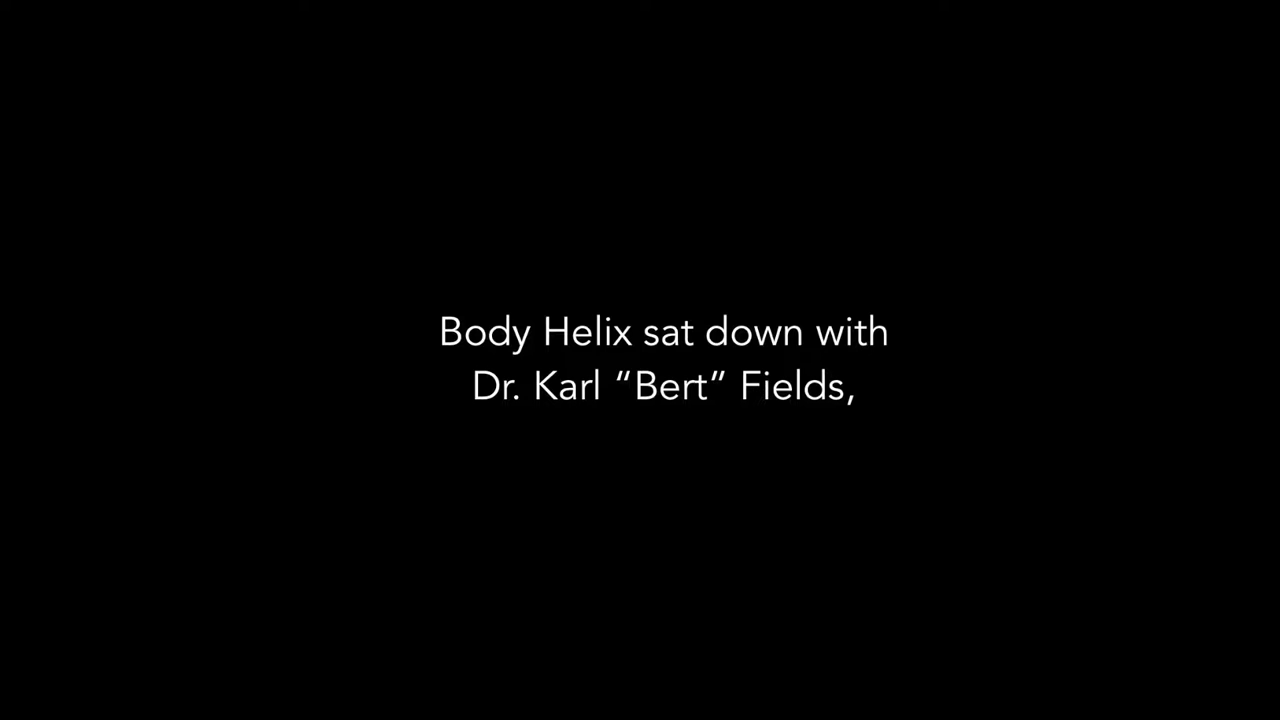 Body Helix sat down with
Dr. Karl “Bert” Fields,